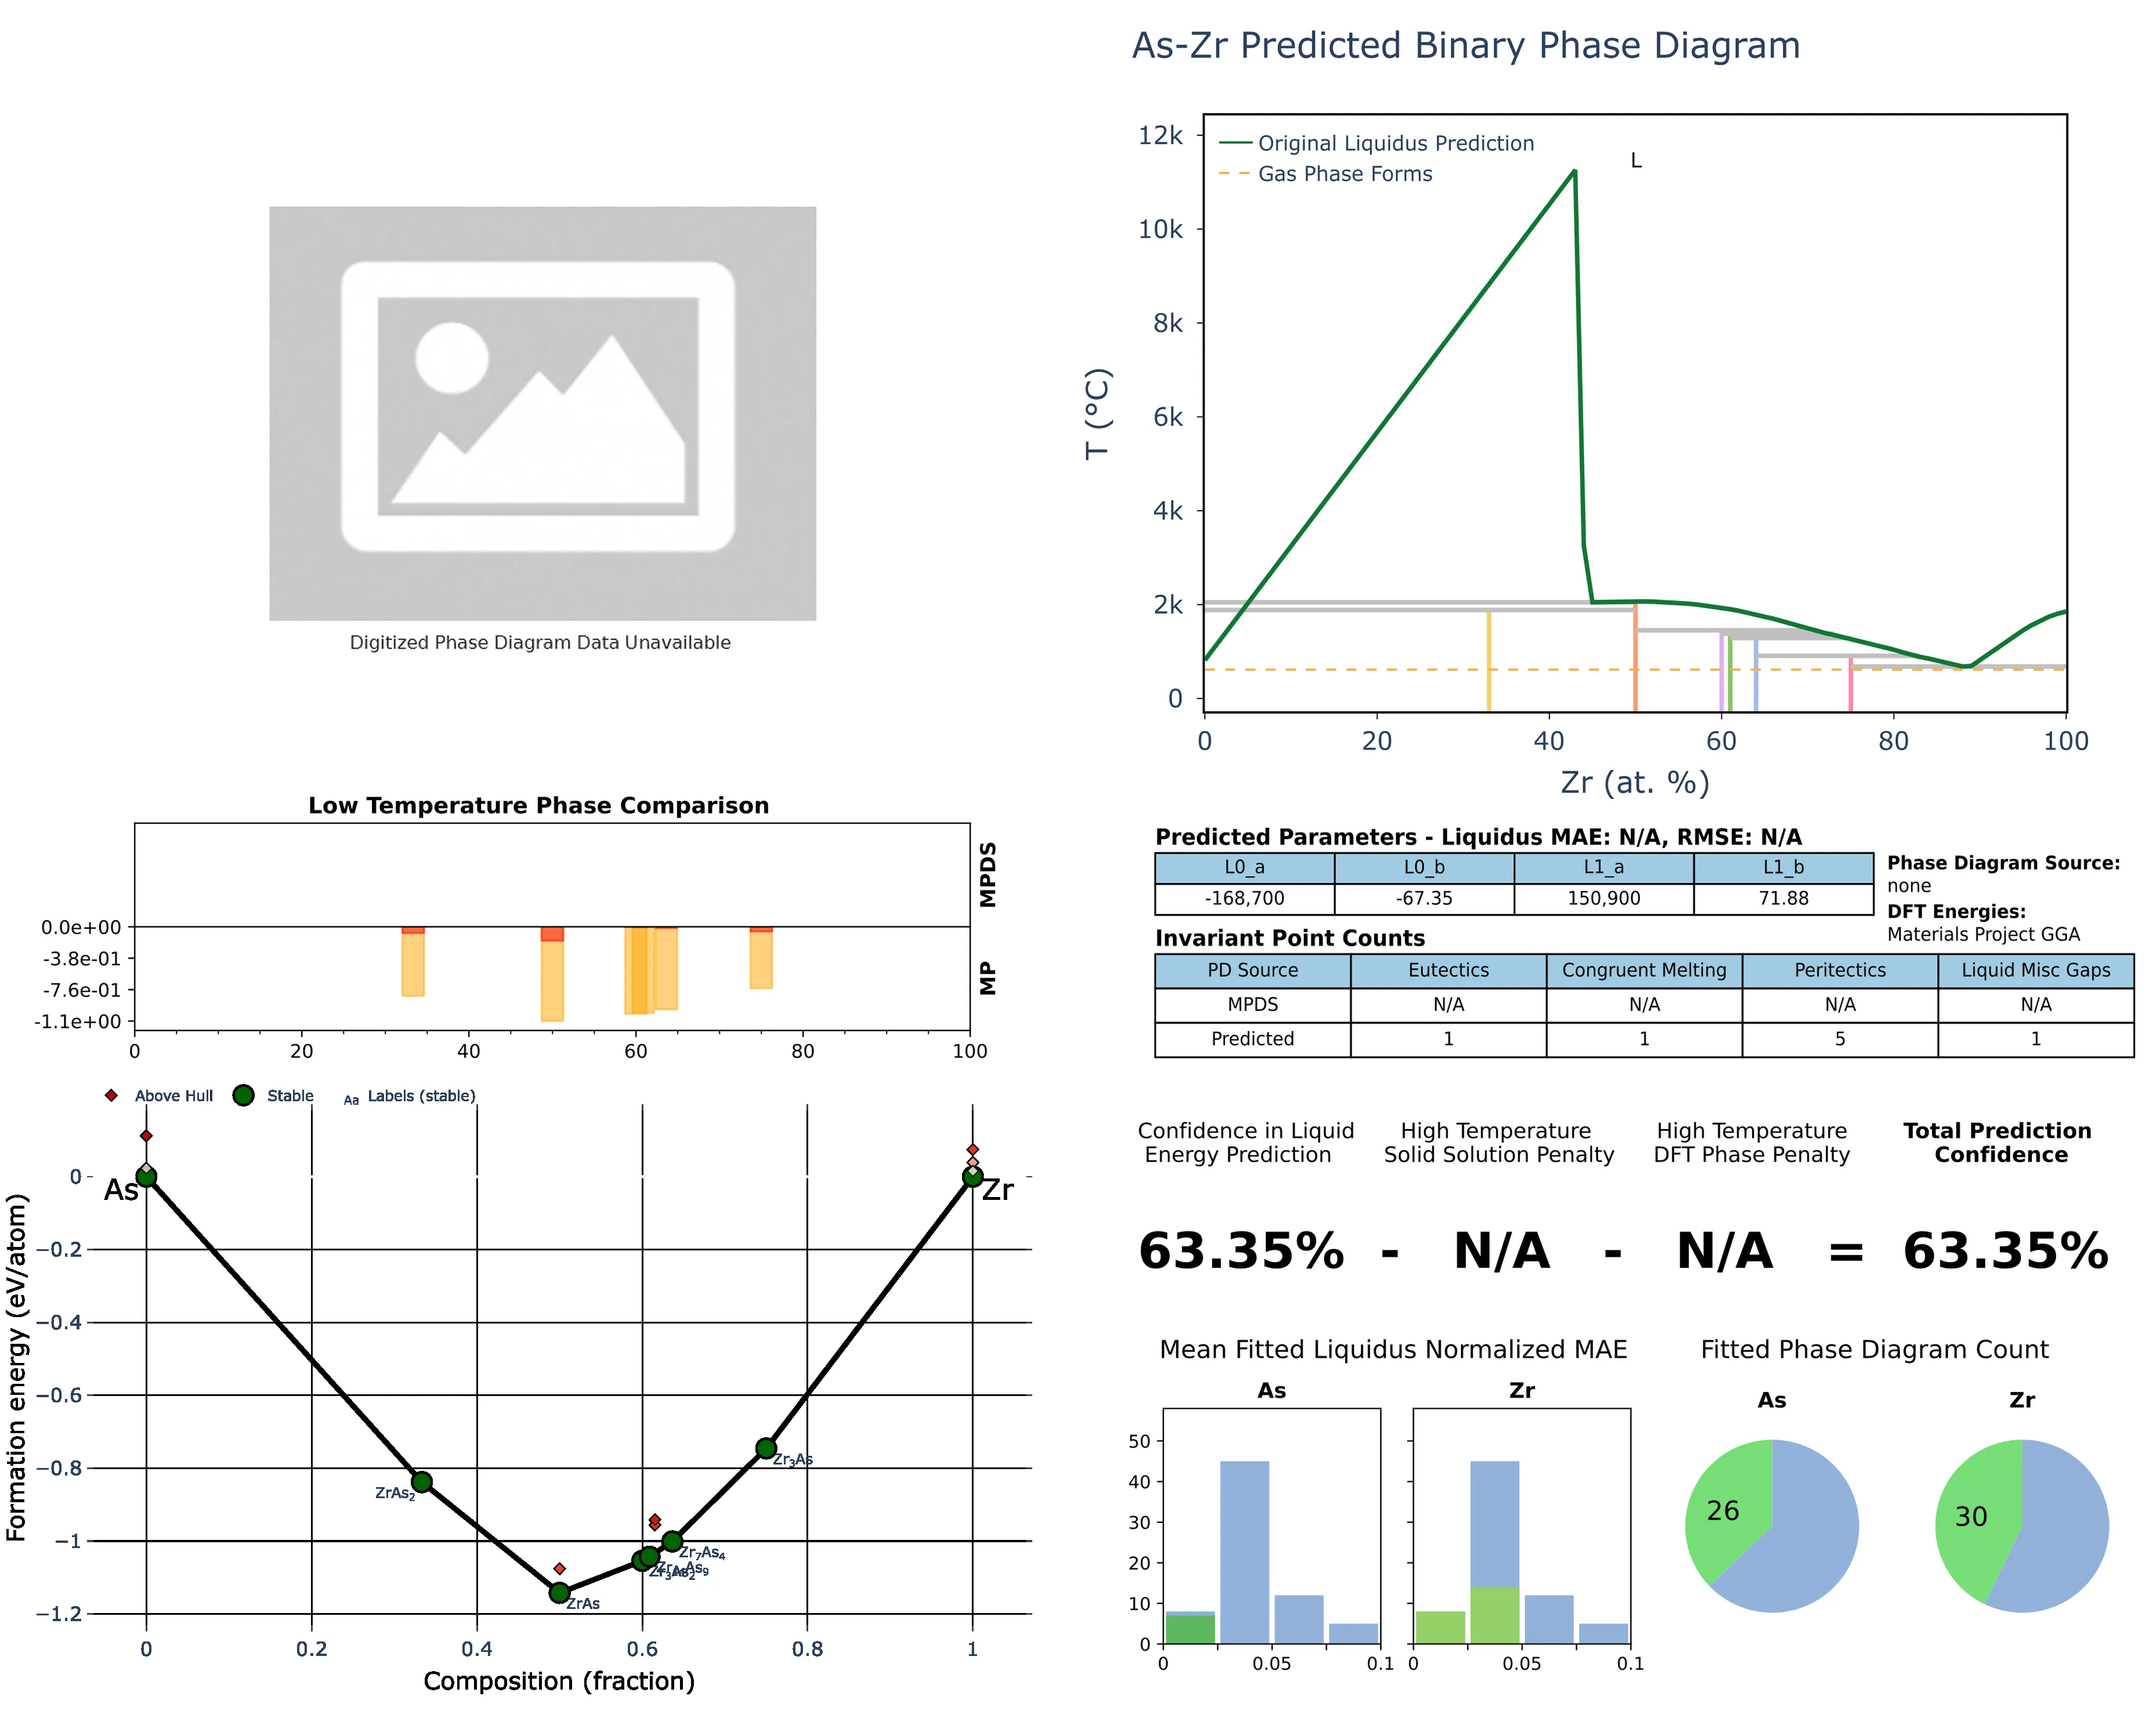 As-Zr Predicted Binary Phase Diagram
Original Liquidus Prediction
Gas Phase Forms
L
12k
10k
8k
6k
4k
2k
0
T (°C)
0 20 40 60 80 100
Zr (at. %)
Digitized Phase Diagram Data Unavailable
Low Temperature Phase Comparison
MPDS
MP
0.0e+00
-3.8e-01
-7.6e-01
-1.1e+00
0 20 40 60 80 100
Predicted Parameters - Liquidus MAE: N/A, RMSE: N/A
L0_a L0_b L1_a L1_b
-168,700 -67.35 150,900 71.88
Phase Diagram Source:
none
DFT Energies:
Materials Project GGA
Invariant Point Counts
PD Source Eutectics Congruent Melting Peritectics Liquid Misc Gaps
MPDS N/A N/A N/A N/A
Predicted 1 1 5 1
Above Hull Stable Aa Labels (stable)
0
−0.2
−0.4
−0.6
−0.8
−1
−1.2
Formation energy (eV/atom)
As
Zr
ZrAs₂
ZrAs
Zr₃As
Zr₇As₄
Zr₃As₂
0 0.2 0.4 0.6 0.8 1
Composition (fraction)
Confidence in Liquid
Energy Prediction
High Temperature
Solid Solution Penalty
High Temperature
DFT Phase Penalty
Total Prediction
Confidence
63.35% - N/A - N/A = 63.35%
Mean Fitted Liquidus Normalized MAE
As
Zr
50
40
30
20
10
0
0 0.05 0.1
0 0.05 0.1
Fitted Phase Diagram Count
As
Zr
26
30